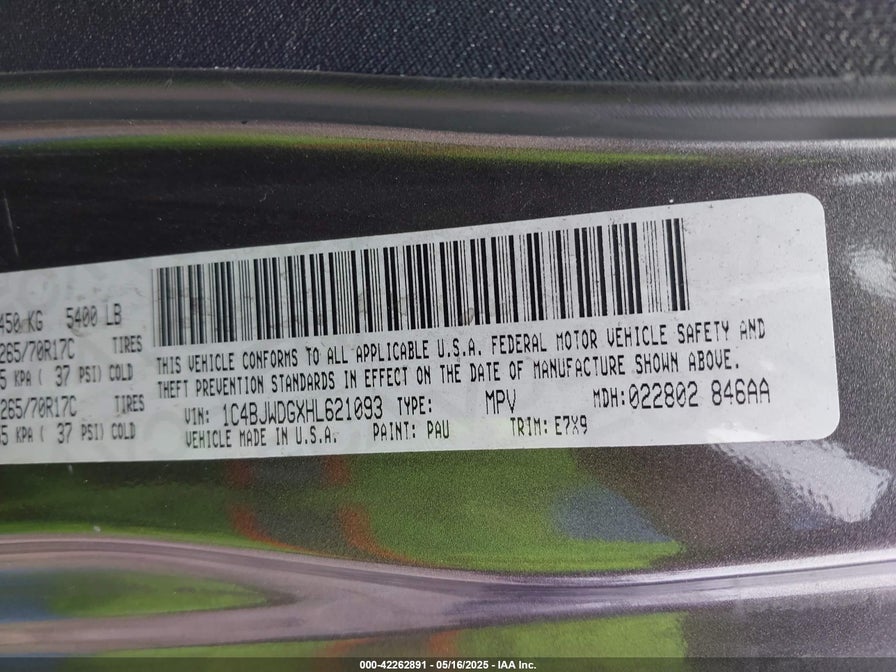 450 KG 5400 LB
265/70R17C TIRES
5 KPA ( 37 PSI) COLD
265/70R17C TIRES
5 KPA ( 37 PSI) COLD
THIS VEHICLE CONFORMS TO ALL APPLICABLE U.S.A. FEDERAL MOTOR VEHICLE SAFETY AND
THEFT PREVENTION STANDARDS IN EFFECT ON THE DATE OF MANUFACTURE SHOWN ABOVE.
VIN: 1C4BJWDGXHL621093 TYPE: MPV MDH:022802 846AA
VEHICLE MADE IN U.S.A. PAINT: PAU TRIM: E7X9
000-42262891 - 05/16/2025 - IAA Inc.